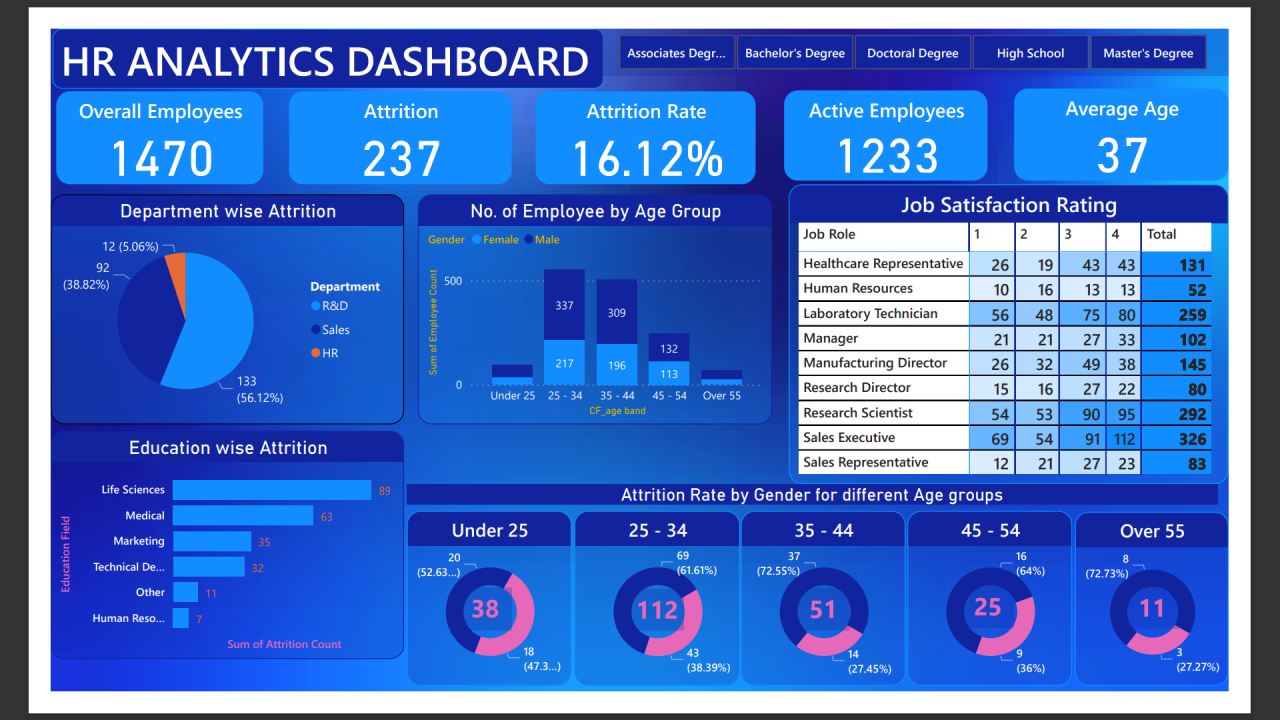 HR ANALYTICS DASHBOARD
Associates Degr...
Bachelor's Degree
Doctoral Degree
High School
Master's Degree
Overall Employees
1470
Attrition
237
Attrition Rate
16.12%
Active Employees
1233
Average Age
37
Department wise Attrition
12 (5.06%)
92
(38.82%)
133
(56.12%)
Department
R&D
Sales
HR
No. of Employee by Age Group
Gender Female Male
Sum of Employee Count
500
0
337
217
309
196
132
113
Under 25 25 - 34 35 - 44 45 - 54 Over 55
CF_age band
Job Satisfaction Rating
Job Role 1 2 3 4 Total
Healthcare Representative 26 19 43 43 131
Human Resources 10 16 13 13 52
Laboratory Technician 56 48 75 80 259
Manager 21 21 27 33 102
Manufacturing Director 26 32 49 38 145
Research Director 15 16 27 22 80
Research Scientist 54 53 90 95 292
Sales Executive 69 54 91 112 326
Sales Representative 12 21 27 23 83
Education wise Attrition
Education Field
Life Sciences 89
Medical 63
Marketing 35
Technical De... 32
Other 11
Human Reso... 7
Sum of Attrition Count
Attrition Rate by Gender for different Age groups
Under 25
20
(52.63...)
38
18
(47.3...)
25 - 34
69
(61.61%)
112
43
(38.39%)
35 - 44
37
(72.55%)
51
14
(27.45%)
45 - 54
16
(64%)
25
9
(36%)
Over 55
8
(72.73%)
11
3
(27.27%)